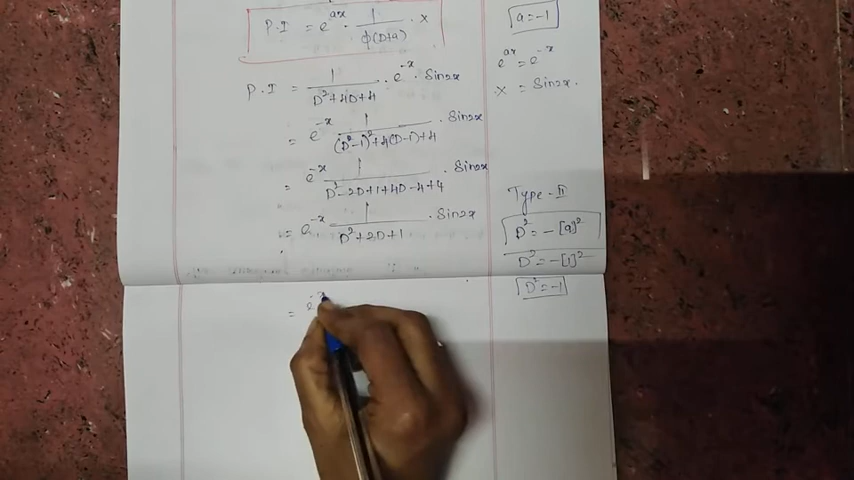 P.I = e^{ax} · 1/ϕ(D+a) · X
P.I = 1/(D²+4D+4) · e^{-x} · Sin2x
= e^{-x} 1/((D²-1)²+4(D-1)+4) · Sin2x
= e^{-x} 1/(D²-2D+1+4D-4+4) · Sin2x
= e^{-x} · 1/(D²+2D+1) · Sin2x
= e^{-x}
a=-1
e^{ax} = e^{-x}
X = Sin2x.
Type-II
D² = -[a]²
D² = -[1]²
D² = -1